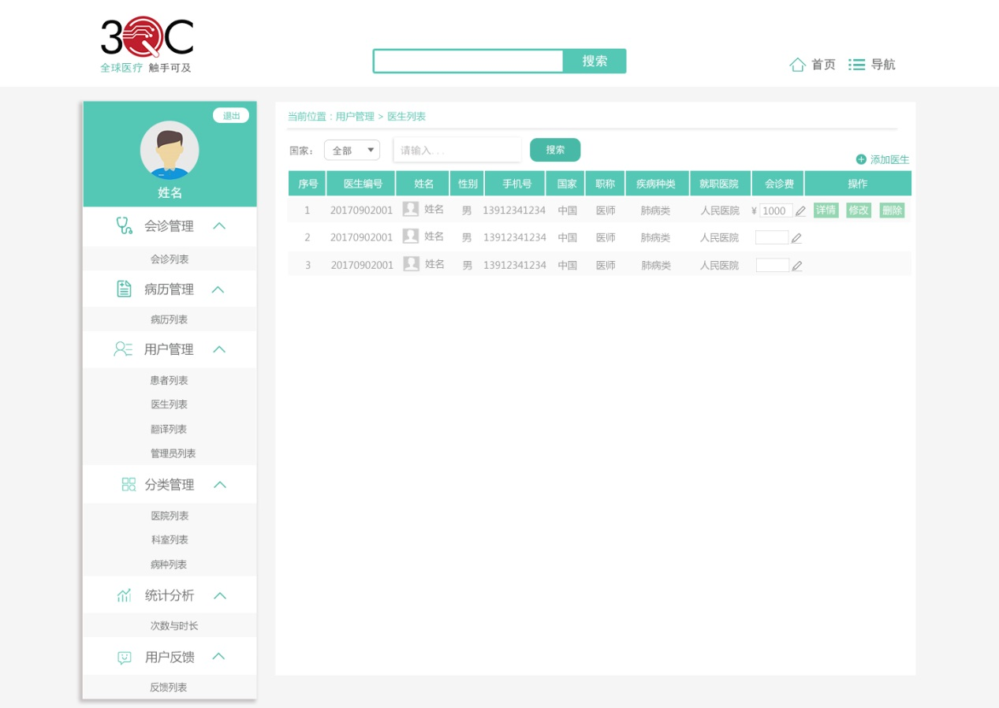 3QC
全球医疗 触手可及
搜索
首页 导航
退出
姓名
会诊管理
会诊列表
病历管理
病历列表
用户管理
患者列表
医生列表
翻译列表
管理员列表
分类管理
医院列表
科室列表
病种列表
统计分析
次数与时长
用户反馈
反馈列表
当前位置：用户管理 > 医生列表
国家： 全部 请输入... 搜索
添加医生
序号 医生编号 姓名 性别 手机号 国家 职称 疾病种类 就职医院 会诊费 操作
1 20170902001 姓名 男 13912341234 中国 医师 肺病类 人民医院 ¥ 1000 详情 修改 删除
2 20170902001 姓名 男 13912341234 中国 医师 肺病类 人民医院
3 20170902001 姓名 男 13912341234 中国 医师 肺病类 人民医院